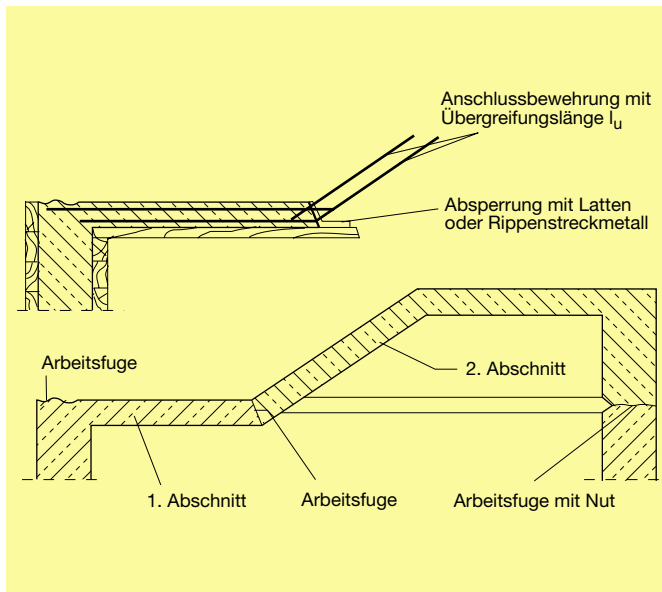 Anschlussbewehrung mit
Übergreifungslänge lu
Absperrung mit Latten
oder Rippenstreckmetall
Arbeitsfuge
2. Abschnitt
1. Abschnitt
Arbeitsfuge
Arbeitsfuge mit Nut